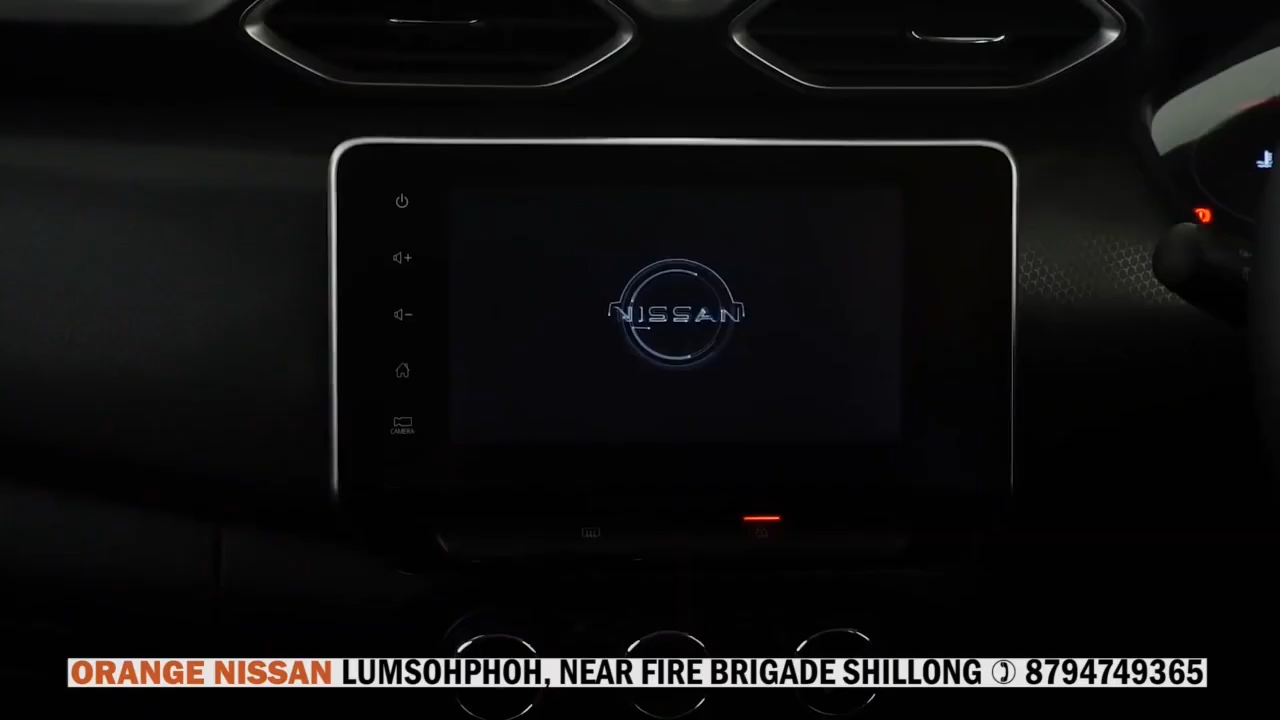 NISSAN
CAMERA
ORANGE NISSAN LUMSOHPHOH, NEAR FIRE BRIGADE SHILLONG ✆ 8794749365